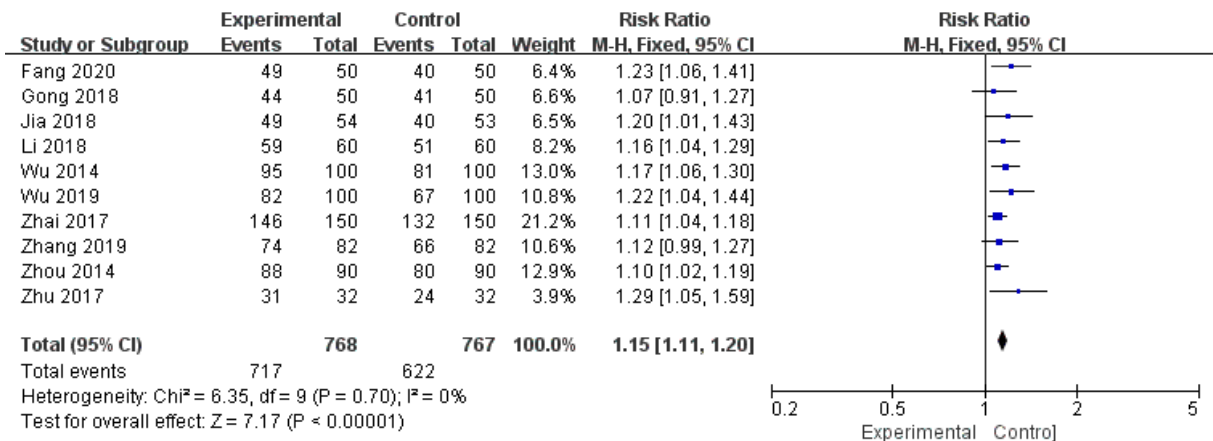 Experimental Control Risk Ratio Risk Ratio
Study or Subgroup Events Total Events Total Weight M-H, Fixed, 95% CI M-H, Fixed, 95% CI
Fang 2020 49 50 40 50 6.4% 1.23 [1.06, 1.41]
Gong 2018 44 50 41 50 6.6% 1.07 [0.91, 1.27]
Jia 2018 49 54 40 53 6.5% 1.20 [1.01, 1.43]
Li 2018 59 60 51 60 8.2% 1.16 [1.04, 1.29]
Wu 2014 95 100 81 100 13.0% 1.17 [1.06, 1.30]
Wu 2019 82 100 67 100 10.8% 1.22 [1.04, 1.44]
Zhai 2017 146 150 132 150 21.2% 1.11 [1.04, 1.18]
Zhang 2019 74 82 66 82 10.6% 1.12 [0.99, 1.27]
Zhou 2014 88 90 80 90 12.9% 1.10 [1.02, 1.19]
Zhu 2017 31 32 24 32 3.9% 1.29 [1.05, 1.59]
Total (95% CI) 768 767 100.0% 1.15 [1.11, 1.20]
Total events 717 622
Heterogeneity: Chi² = 6.35, df = 9 (P = 0.70); I² = 0%
Test for overall effect: Z = 7.17 (P < 0.00001)
0.2 0.5 1 2 5
Experimental Control]